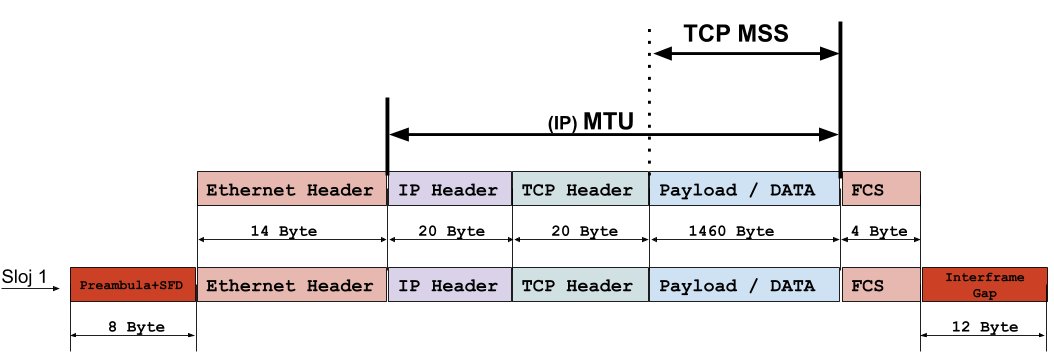 TCP MSS
(IP) MTU
Ethernet Header IP Header TCP Header Payload / DATA FCS
14 Byte 20 Byte 20 Byte 1460 Byte 4 Byte
Sloj 1
Preambula+SFD Ethernet Header IP Header TCP Header Payload / DATA FCS Interframe
Gap
8 Byte 12 Byte